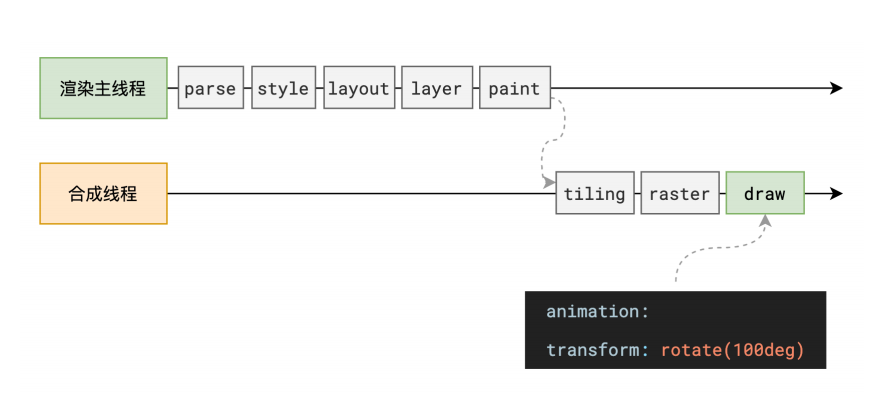 渲染主线程
parse
style
layout
layer
paint
合成线程
tiling
raster
draw
animation:
transform: rotate(100deg)